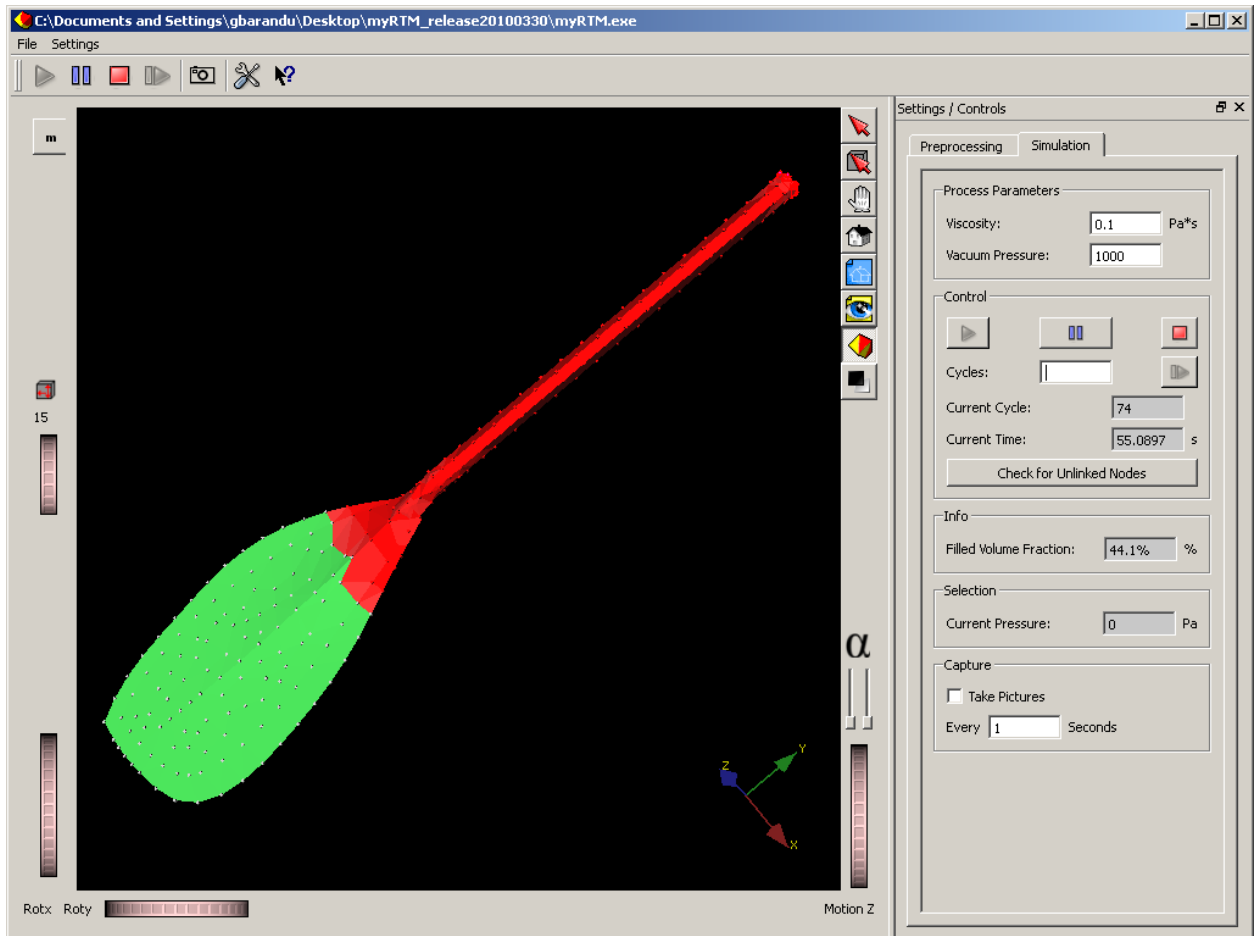 C:\Documents and Settings\gbarandu\Desktop\myRTM_release20100330\myRTM.exe
File Settings
Settings / Controls
m
Preprocessing Simulation
Process Parameters
Viscosity: 0.1 Pa*s
Vacuum Pressure: 1000
Control
Cycles:
15
Current Cycle: 74
Current Time: 55.0897 s
Check for Unlinked Nodes
Info
Filled Volume Fraction: 44.1% %
Selection
Current Pressure: 0 Pa
α
Capture
Take Pictures
Every 1 Seconds
Z Y
X
Rotx Roty Motion Z